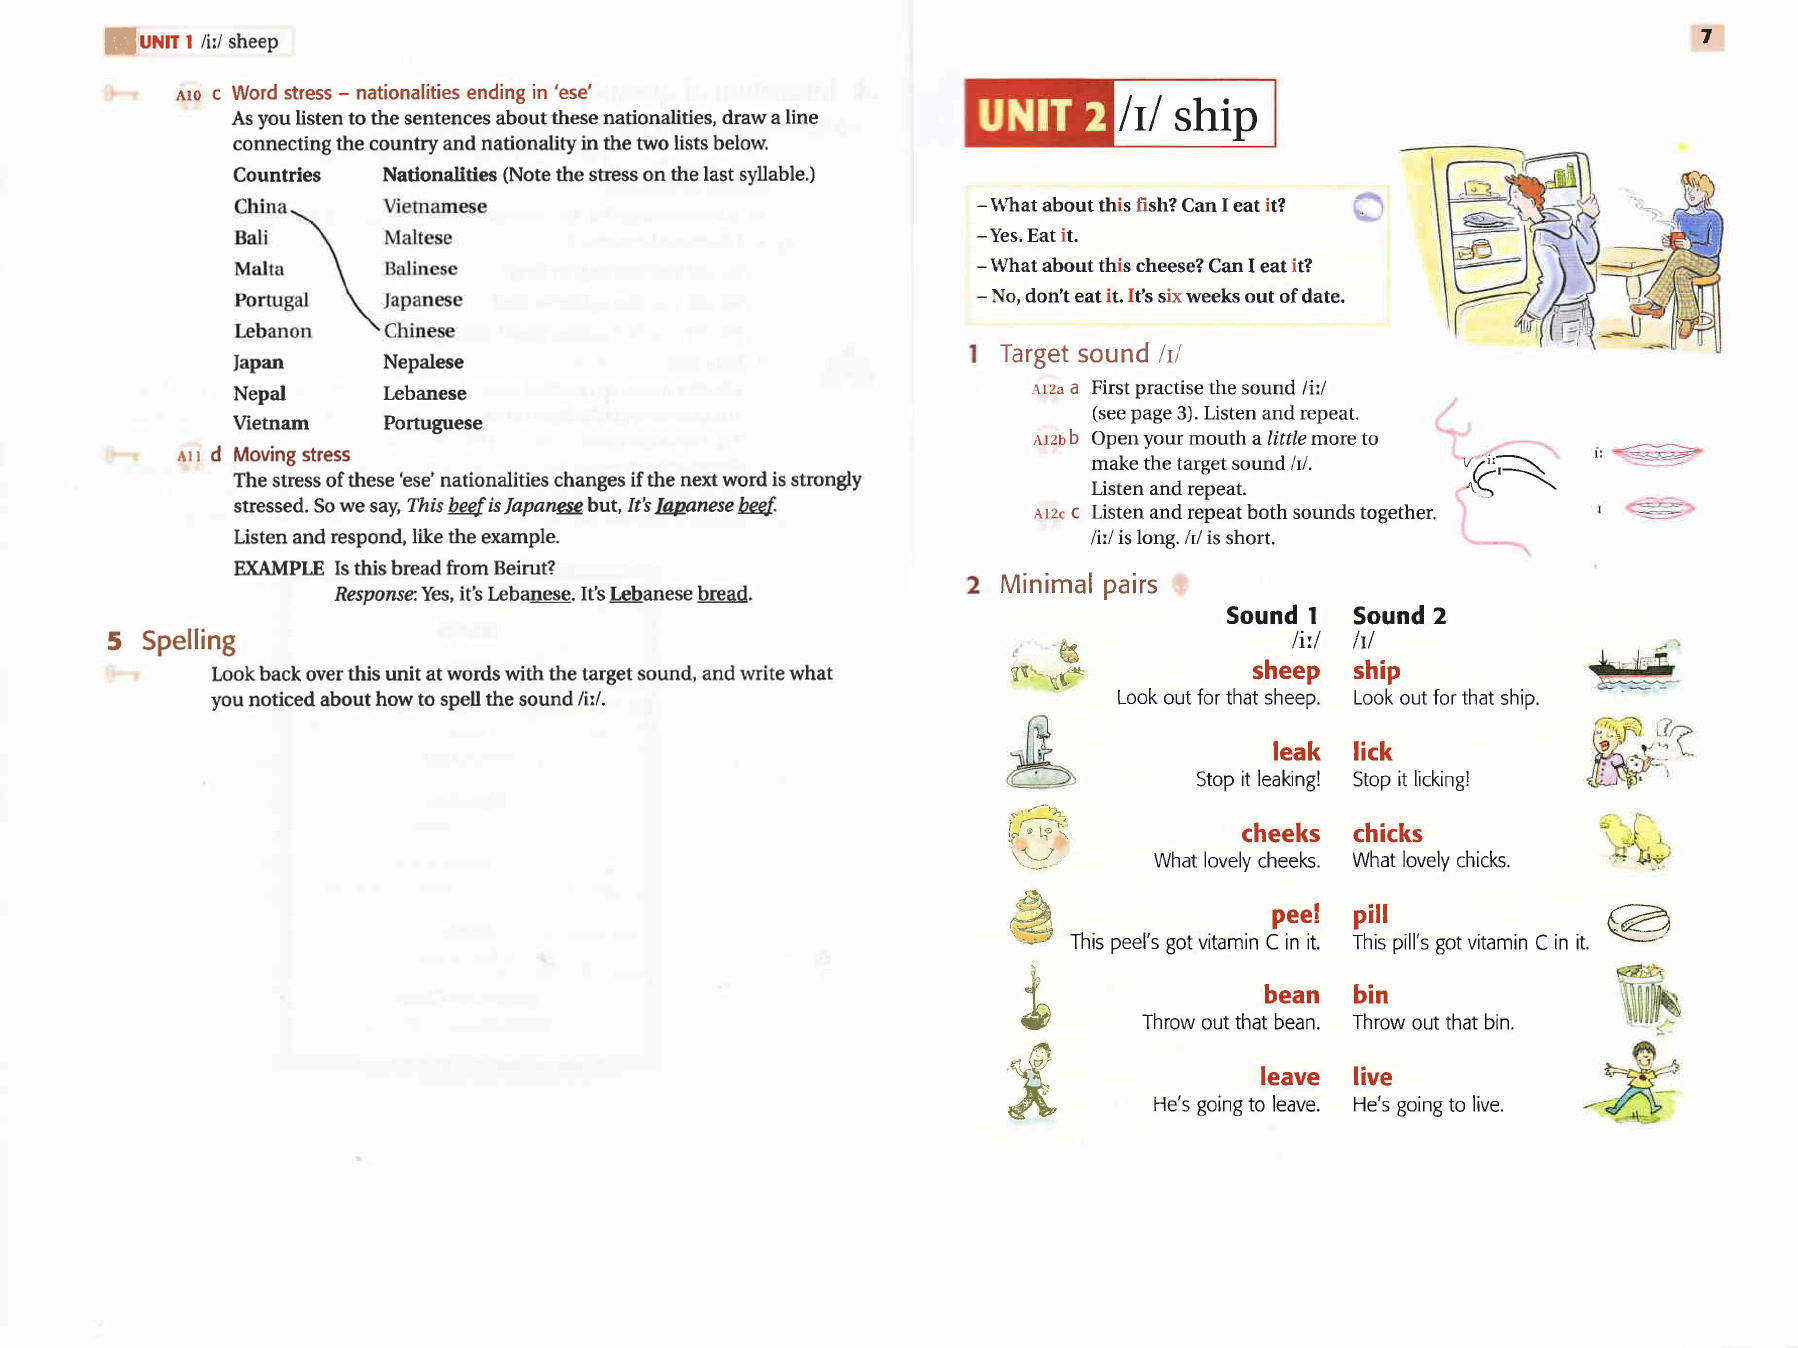 UNIT 1 /iː/ sheep
A10 c Word stress – nationalities ending in ‘ese’
As you listen to the sentences about these nationalities, draw a line
connecting the country and nationality in the two lists below.
Countries Nationalities (Note the stress on the last syllable.)
China Vietnamese
Bali Maltese
Malta Balinese
Portugal Japanese
Lebanon Chinese
Japan Nepalese
Nepal Lebanese
Vietnam Portuguese
A11 d Moving stress
The stress of these ‘ese’ nationalities changes if the next word is strongly
stressed. So we say, This beef is Japanese but, It’s Japanese beef.
Listen and respond, like the example.
EXAMPLE Is this bread from Beirut?
Response: Yes, it’s Lebanese. It’s Lebanese bread.
5 Spelling
Look back over this unit at words with the target sound, and write what
you noticed about how to spell the sound /iː/.
7
UNIT 2 /ɪ/ ship
– What about this fish? Can I eat it?
– Yes. Eat it.
– What about this cheese? Can I eat it?
– No, don’t eat it. It’s six weeks out of date.
1 Target sound /ɪ/
A12a a First practise the sound /iː/
(see page 3). Listen and repeat.
A12b b Open your mouth a little more to
make the target sound /ɪ/.
Listen and repeat.
A12c c Listen and repeat both sounds together.
/iː/ is long. /ɪ/ is short.
iː
ɪ
iː
ɪ
2 Minimal pairs
Sound 1 Sound 2
/iː/ /ɪ/
sheep ship
Look out for that sheep. Look out for that ship.
leak lick
Stop it leaking! Stop it licking!
cheeks chicks
What lovely cheeks. What lovely chicks.
peel pill
This peel’s got vitamin C in it. This pill’s got vitamin C in it.
bean bin
Throw out that bean. Throw out that bin.
leave live
He’s going to leave. He’s going to live.